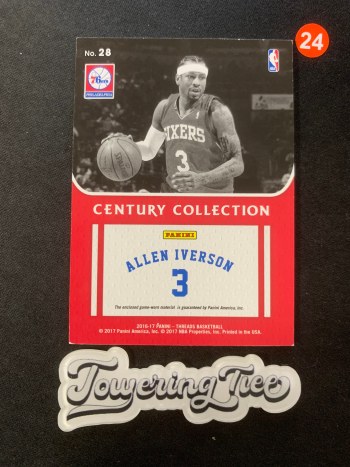 No. 28
24
76ers
PHILADELPHIA
SIXERS
3
CENTURY COLLECTION
PANINI
ALLEN IVERSON
3
The enclosed game-worn material is guaranteed by Panini America, Inc.
2016-17 PANINI – THREADS BASKETBALL
© 2017 Panini America, Inc. © 2017 NBA Properties, Inc. Printed in the USA.
Towering Tree